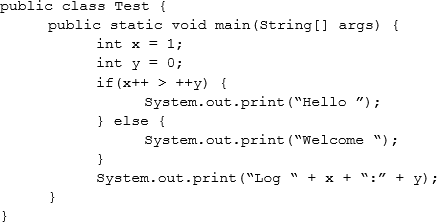 public class Test {
public static void main(String[] args) {
int x = 1;
int y = 0;
if(x++ > ++y) {
System.out.print(“Hello ”);
} else {
System.out.print(“Welcome “);
}
System.out.print(“Log “ + x + “:” + y);
}
}